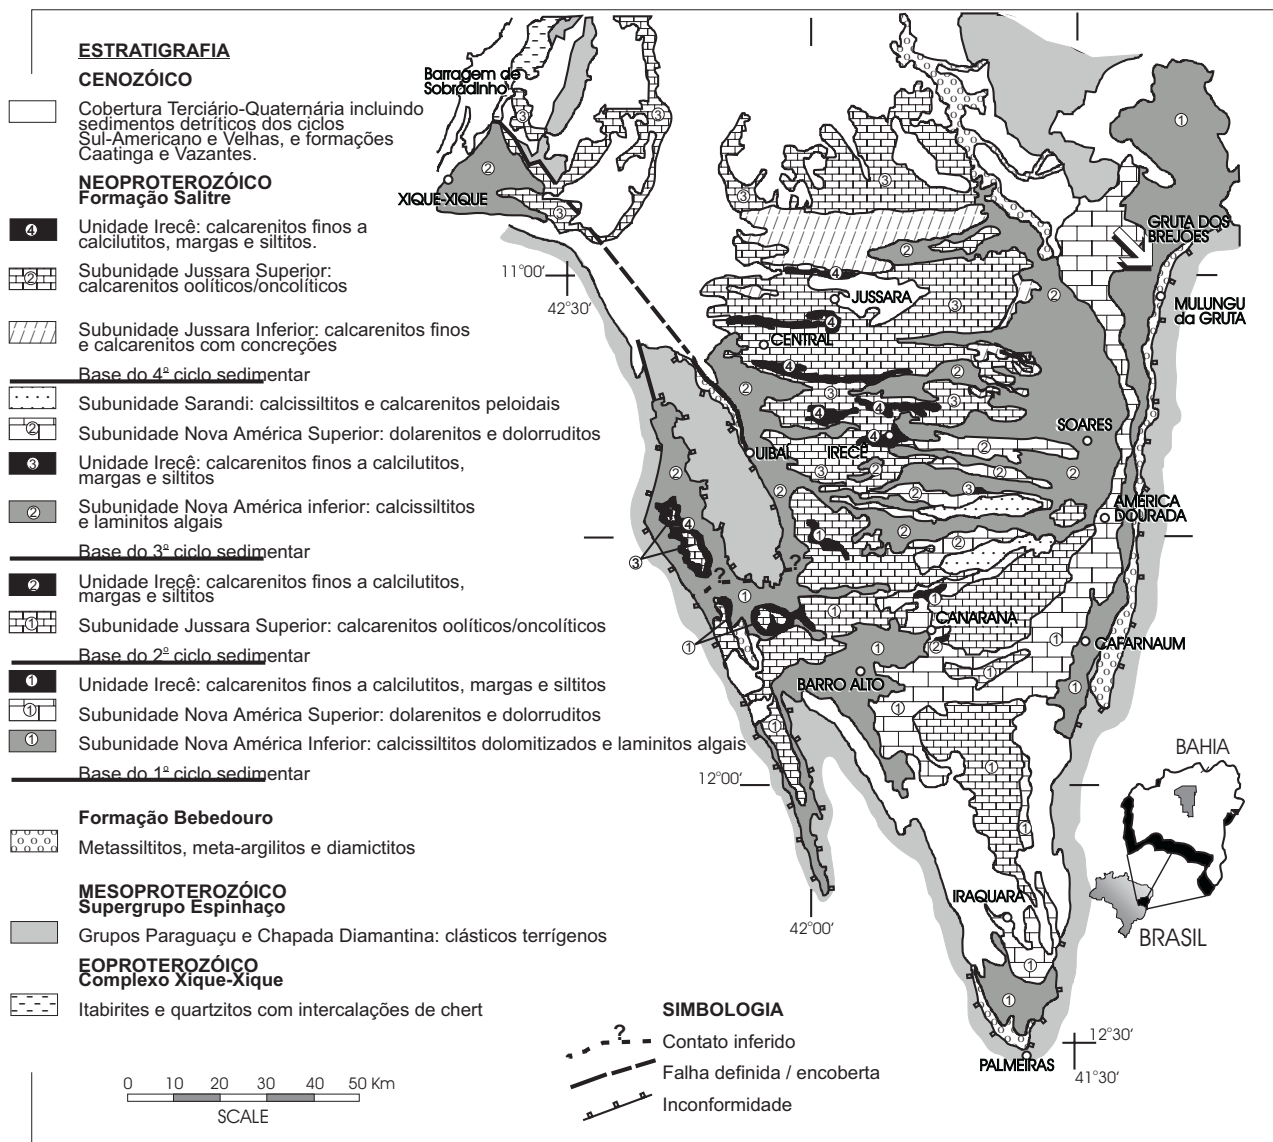 ESTRATIGRAFIA
CENOZÓICO
Cobertura Terciário-Quaternária incluindo
sedimentos detríticos dos ciclos
Sul-Americano e Velhas, e formações
Caatinga e Vazantes.
NEOPROTEROZÓICO
Formação Salitre
4 Unidade Irecê: calcarenitos finos a
calcilutitos, margas e siltitos.
2 Subunidade Jussara Superior:
calcarenitos oolíticos/oncolíticos
Subunidade Jussara Inferior: calcarenitos finos
e calcarenitos com concreções
Base do 4º ciclo sedimentar
Subunidade Sarandi: calcissiltitos e calcarenitos peloidais
2 Subunidade Nova América Superior: dolarenitos e dolorruditos
3 Unidade Irecê: calcarenitos finos a calcilutitos,
margas e siltitos
2 Subunidade Nova América inferior: calcissiltitos
e laminitos algais
Base do 3º ciclo sedimentar
2 Unidade Irecê: calcarenitos finos a calcilutitos,
margas e siltitos
1 Subunidade Jussara Superior: calcarenitos oolíticos/oncolíticos
Base do 2º ciclo sedimentar
1 Unidade Irecê: calcarenitos finos a calcilutitos, margas e siltitos
1 Subunidade Nova América Superior: dolarenitos e dolorruditos
1 Subunidade Nova América Inferior: calcissiltitos dolomitizados e laminitos algais
Base do 1º ciclo sedimentar
Formação Bebedouro
Metassiltitos, meta-argilitos e diamictitos
MESOPROTEROZÓICO
Supergrupo Espinhaço
Grupos Paraguaçu e Chapada Diamantina: clásticos terrígenos
EOPROTEROZÓICO
Complexo Xique-Xique
Itabirites e quartzitos com intercalações de chert
0 10 20 30 40 50 Km
SCALE
SIMBOLOGIA
? Contato inferido
Falha definida / encoberta
Inconformidade
Barragem de
Sobradinho
XIQUE-XIQUE
11°00'
42°30'
GRUTA DOS
BREJÕES
MULUNGU
da GRUTA
JUSSARA
CENTRAL
SOARES
UIBAÍ
IRECÊ
AMÉRICA
DOURADA
CANARANA
CAFARNAUM
BARRO ALTO
12°00'
42°00'
IRAQUARA
PALMEIRAS
12°30'
41°30'
BAHIA
BRASIL